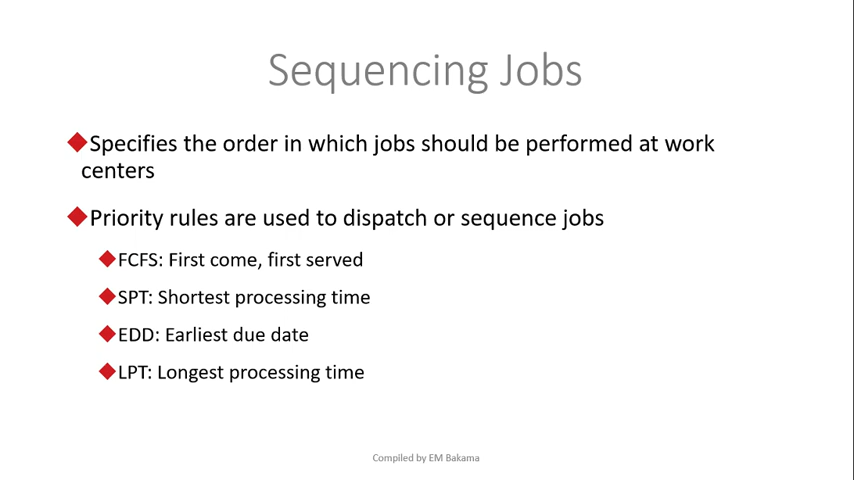 Sequencing Jobs
Specifies the order in which jobs should be performed at work
centers
Priority rules are used to dispatch or sequence jobs
FCFS: First come, first served
SPT: Shortest processing time
EDD: Earliest due date
LPT: Longest processing time
Compiled by EM Bakama